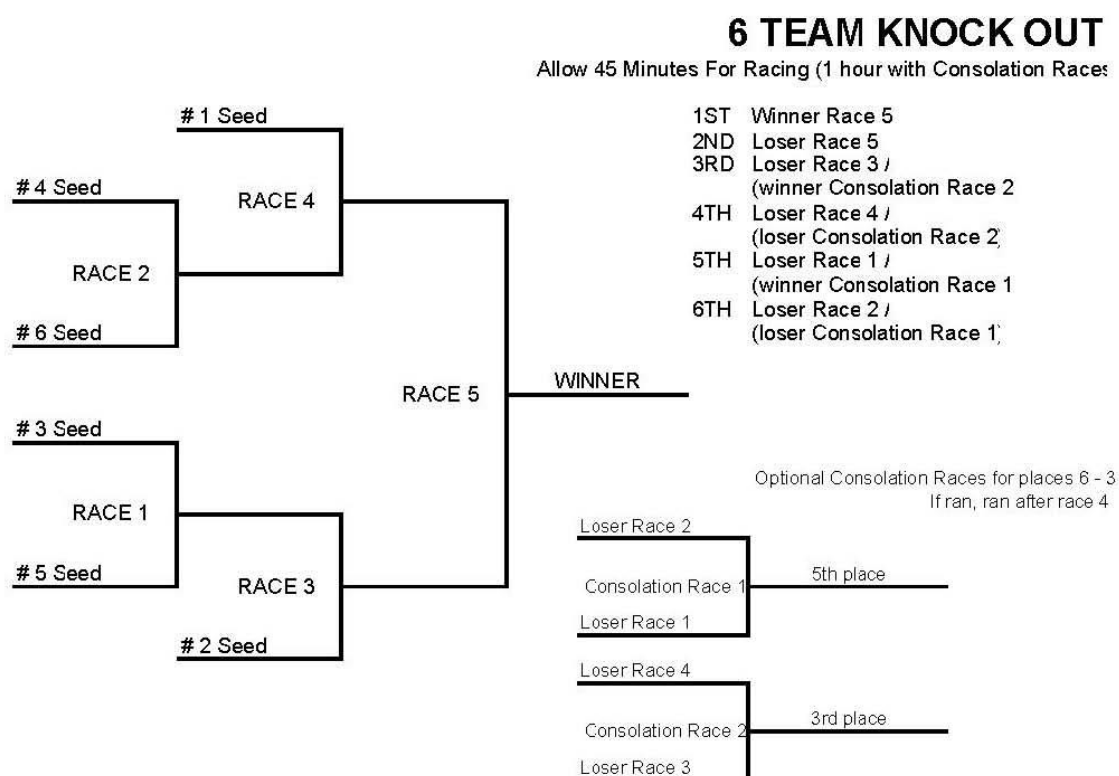 6 TEAM KNOCK OUT
Allow 45 Minutes For Racing (1 hour with Consolation Races
1ST Winner Race 5
2ND Loser Race 5
3RD Loser Race 3 /
(winner Consolation Race 2
4TH Loser Race 4 /
(loser Consolation Race 2)
5TH Loser Race 1 /
(winner Consolation Race 1
6TH Loser Race 2 /
(loser Consolation Race 1)
# 1 Seed
# 4 Seed
RACE 4
RACE 2
# 6 Seed
RACE 5
WINNER
# 3 Seed
RACE 1
# 5 Seed
RACE 3
# 2 Seed
Optional Consolation Races for places 6 - 3
If ran, ran after race 4
Loser Race 2
Consolation Race 1
5th place
Loser Race 1
Loser Race 4
Consolation Race 2
3rd place
Loser Race 3